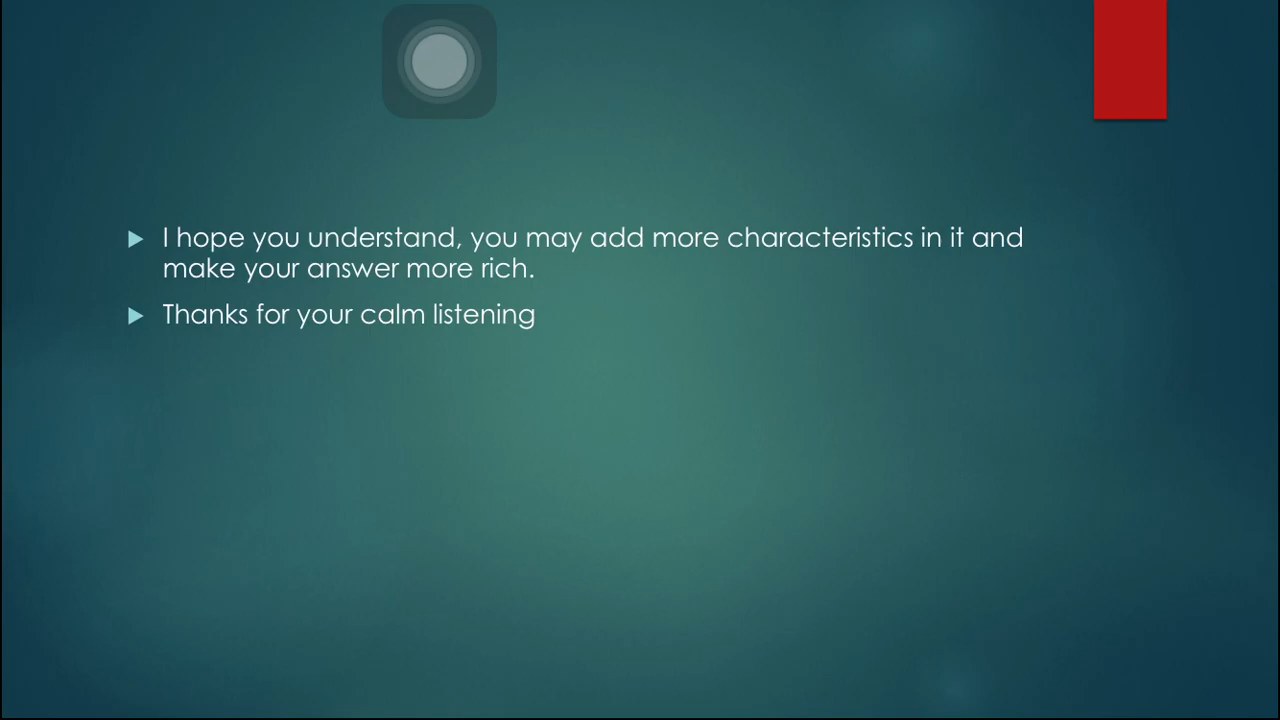 I hope you understand, you may add more characteristics in it and
make your answer more rich.
Thanks for your calm listening